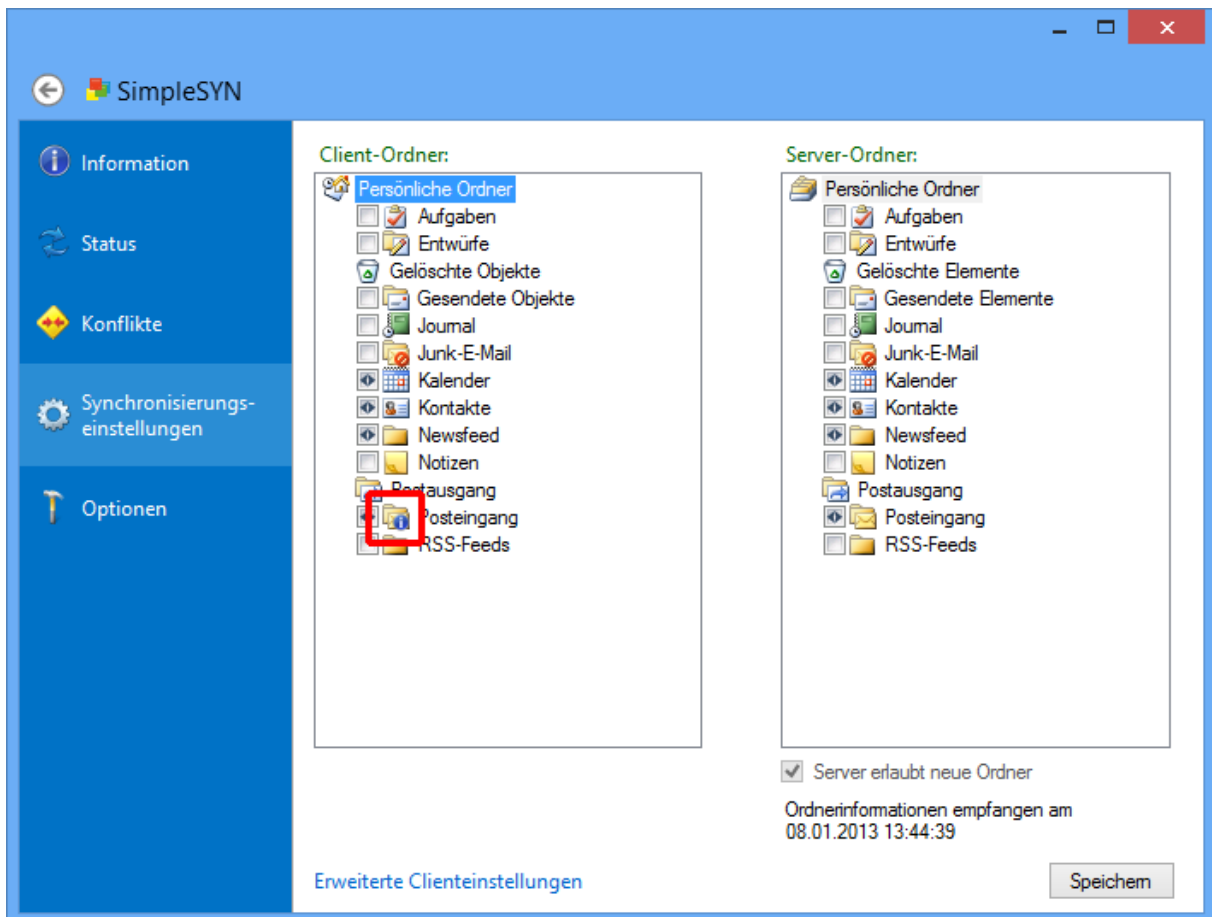 SimpleSYN
Information
Status
Konflikte
Synchronisierungs-
einstellungen
Optionen
Client-Ordner:
Persönliche Ordner
Aufgaben
Entwürfe
Gelöschte Objekte
Gesendete Objekte
Journal
Junk-E-Mail
Kalender
Kontakte
Newsfeed
Notizen
Postausgang
Posteingang
RSS-Feeds
Server-Ordner:
Persönliche Ordner
Aufgaben
Entwürfe
Gelöschte Elemente
Gesendete Elemente
Journal
Junk-E-Mail
Kalender
Kontakte
Newsfeed
Notizen
Postausgang
Posteingang
RSS-Feeds
Server erlaubt neue Ordner
Ordnerinformationen empfangen am
08.01.2013 13:44:39
Erweiterte Clienteinstellungen
Speichern